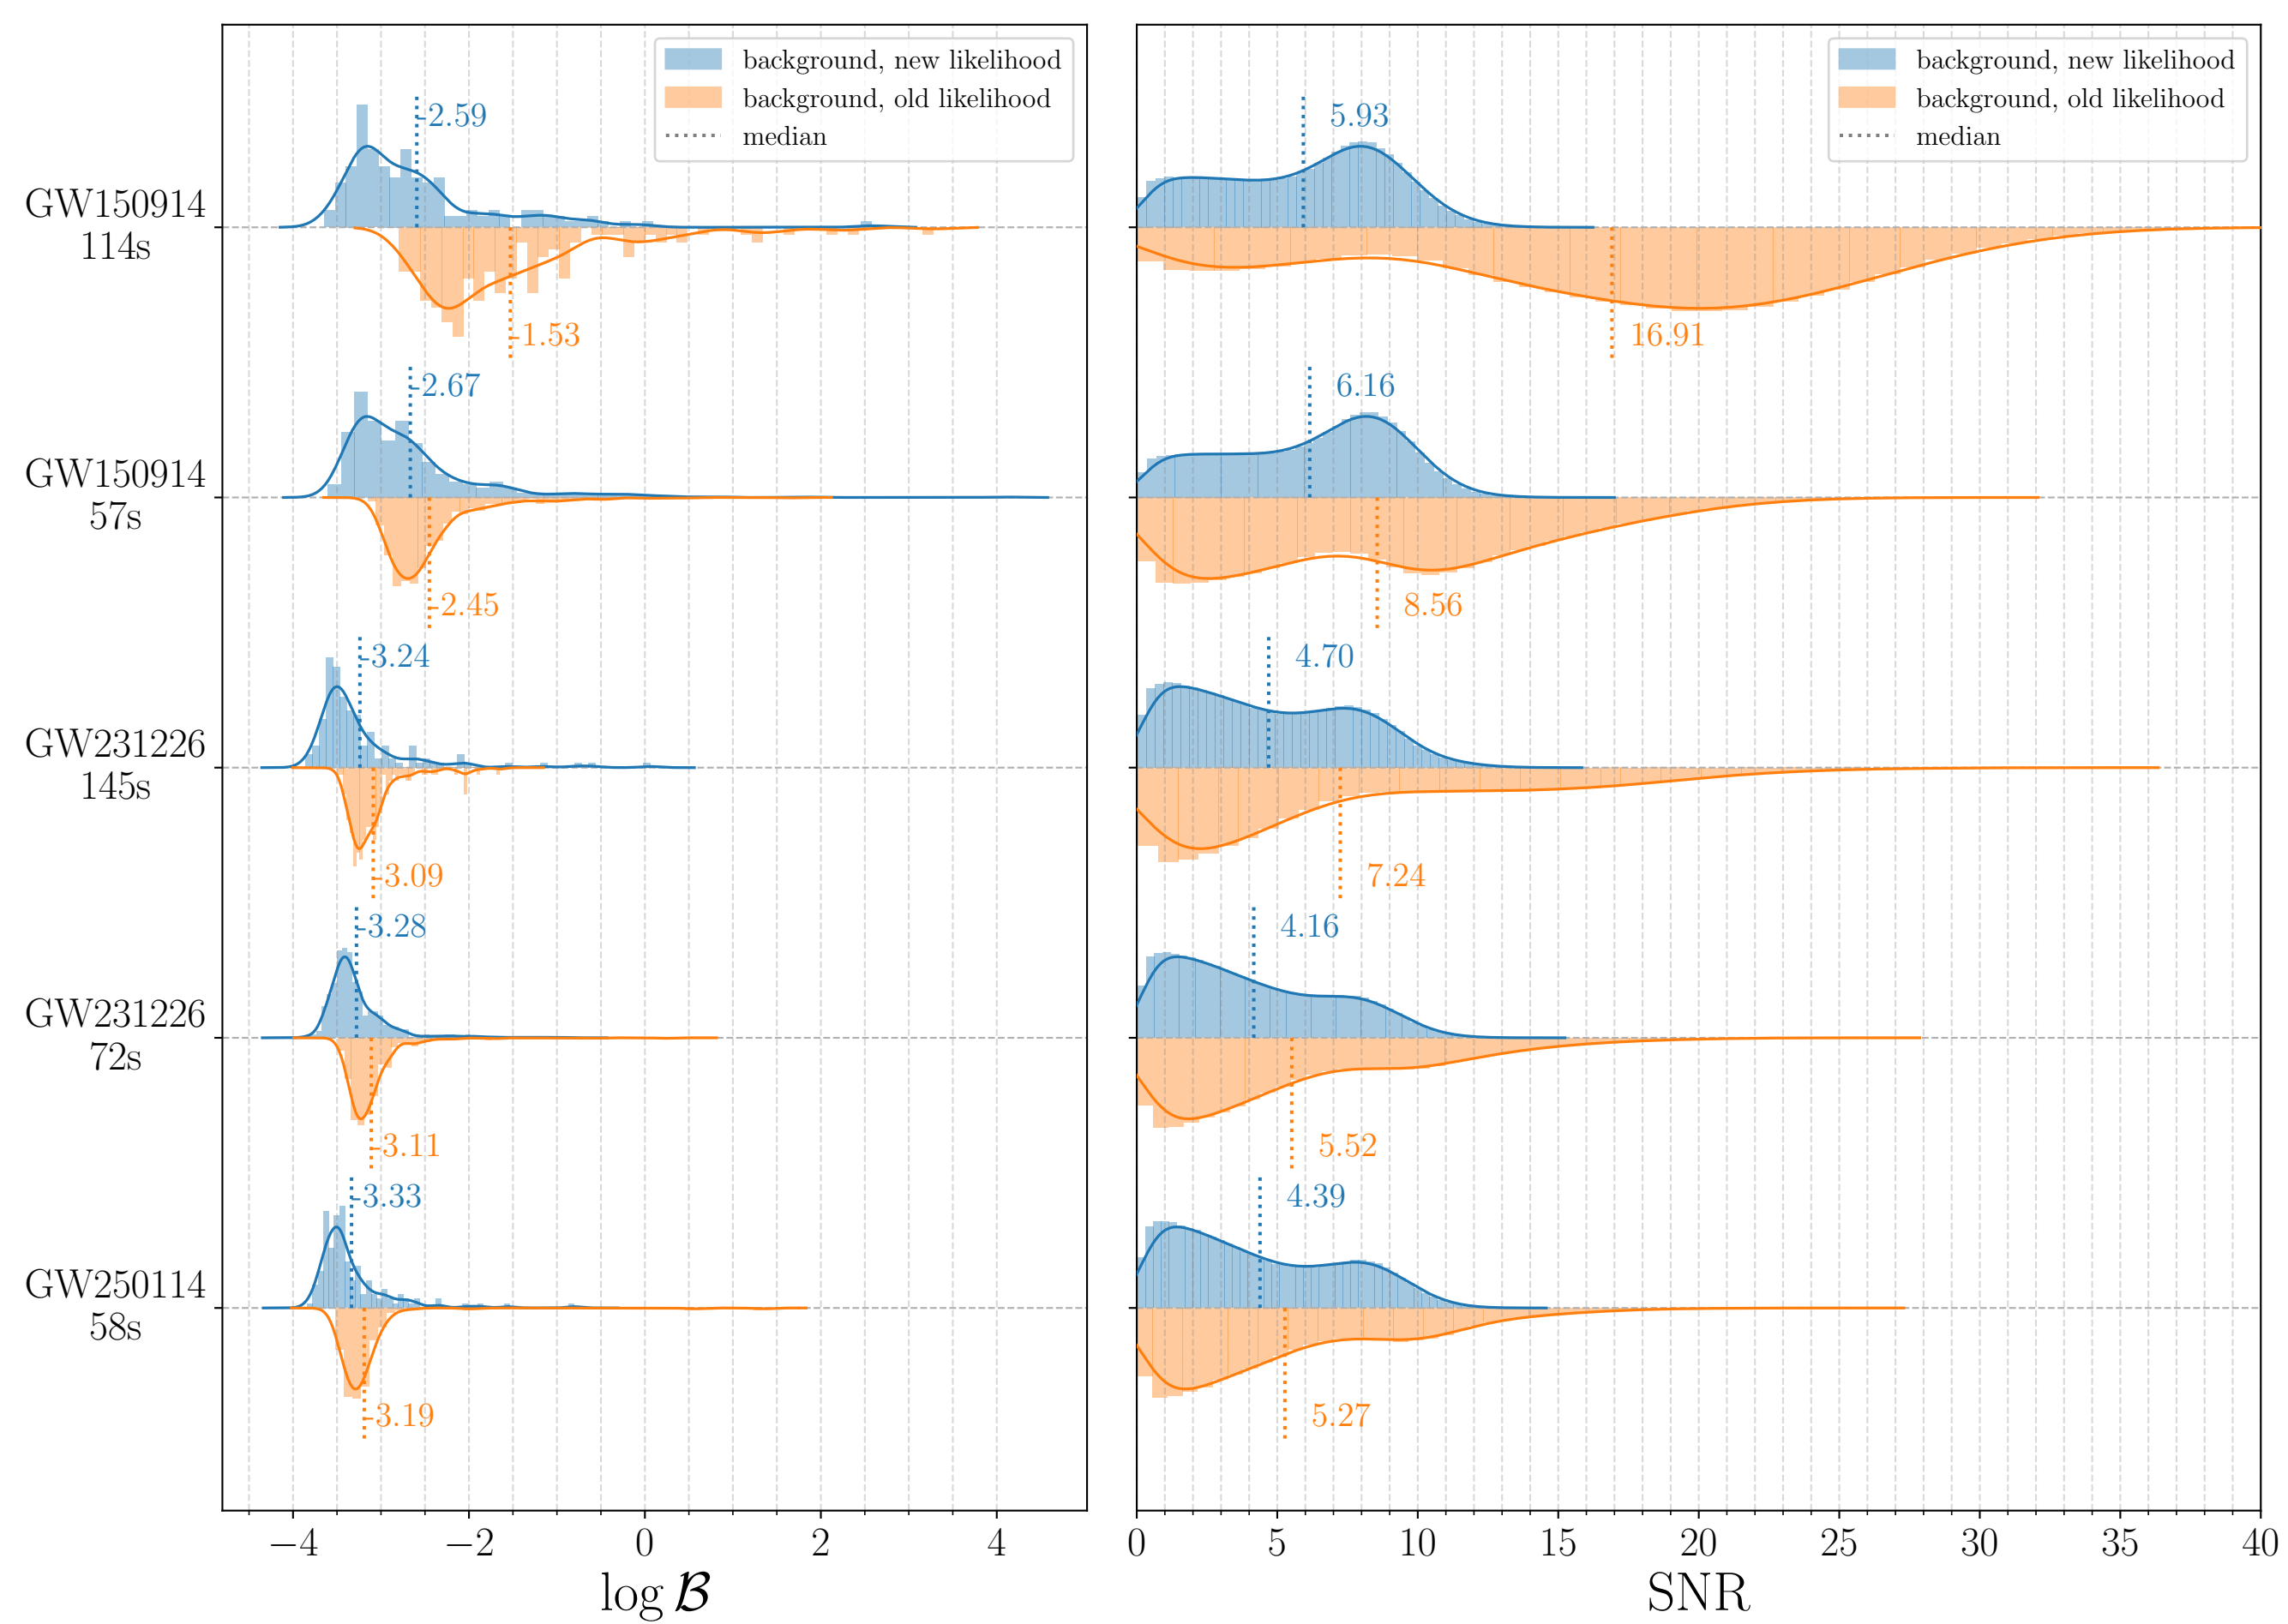 background, new likelihood
background, old likelihood
median
background, new likelihood
background, old likelihood
median
GW150914
114s
-2.59
-1.53
5.93
16.91
GW150914
57s
-2.67
-2.45
6.16
8.56
GW231226
145s
-3.24
-3.09
4.70
7.24
GW231226
72s
-3.28
-3.11
4.16
5.52
GW250114
58s
-3.33
-3.19
4.39
5.27
−4 −2 0 2 4
log ℬ
0 5 10 15 20 25 30 35 40
SNR